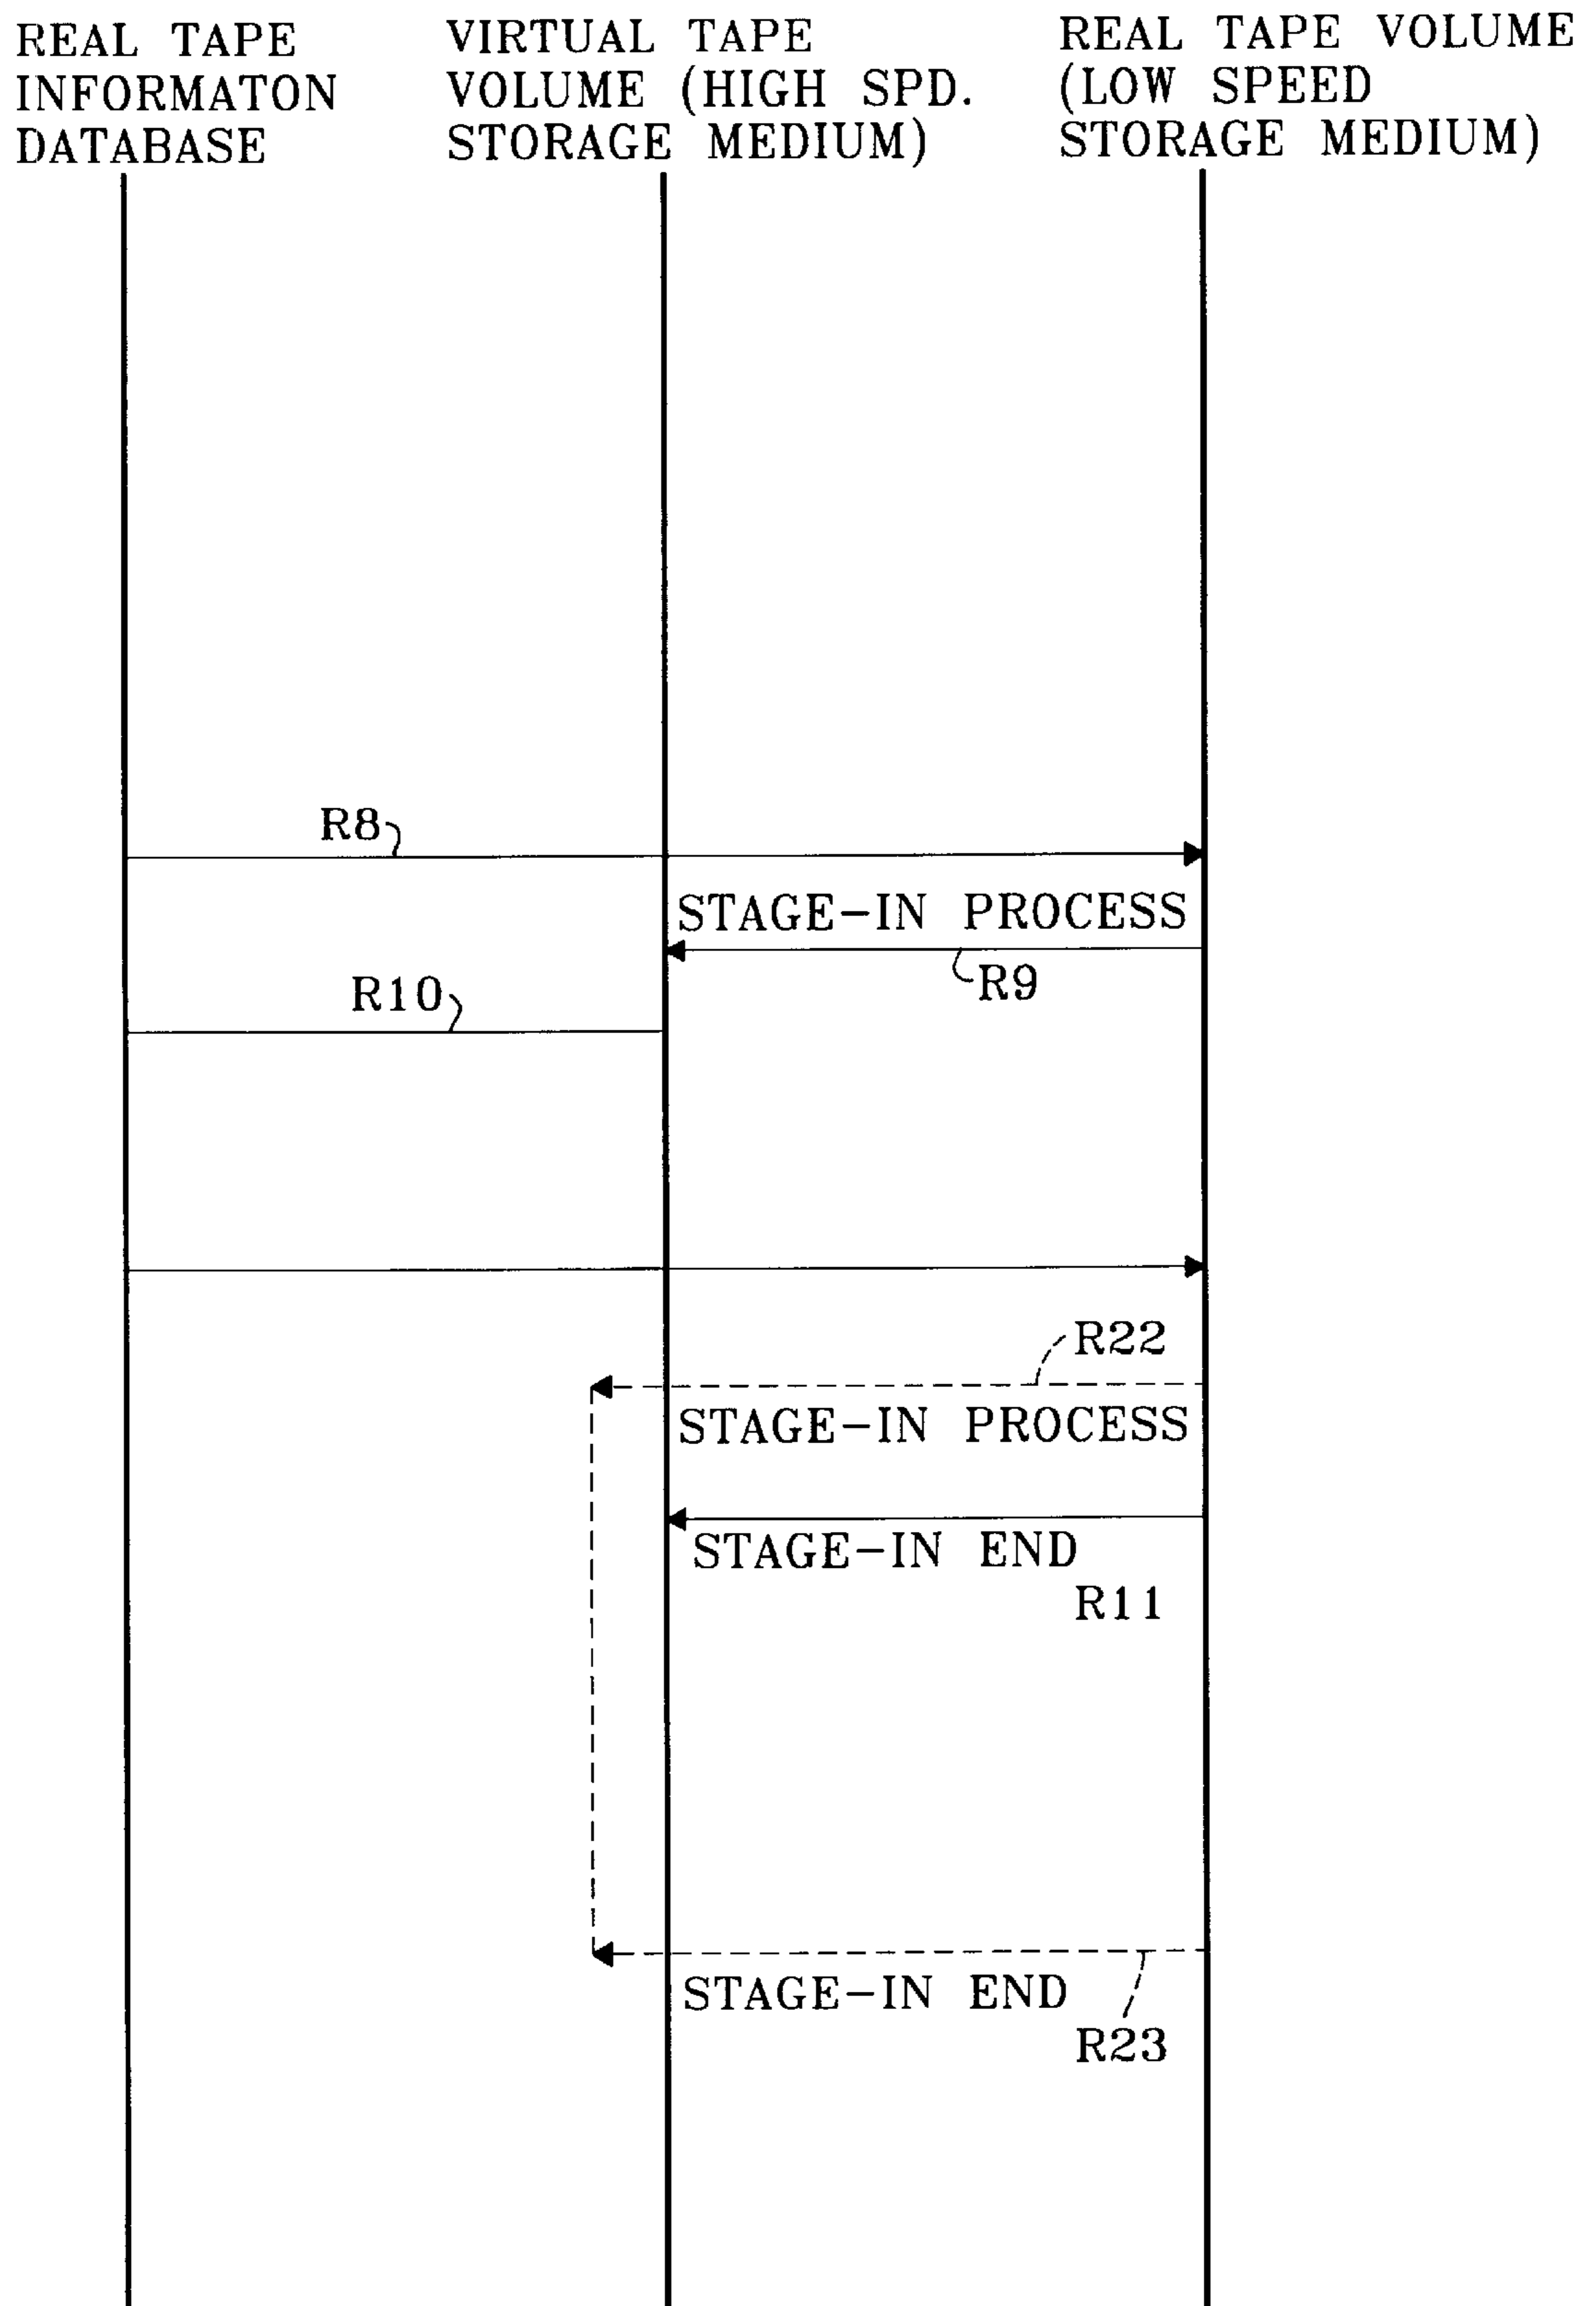 REAL TAPE
INFORMATON
DATABASE
VIRTUAL TAPE
VOLUME (HIGH SPD.
STORAGE MEDIUM)
REAL TAPE VOLUME
(LOW SPEED
STORAGE MEDIUM)
R8
STAGE-IN PROCESS
R9
R10
R22
STAGE-IN PROCESS
STAGE-IN END
R11
STAGE-IN END
R23